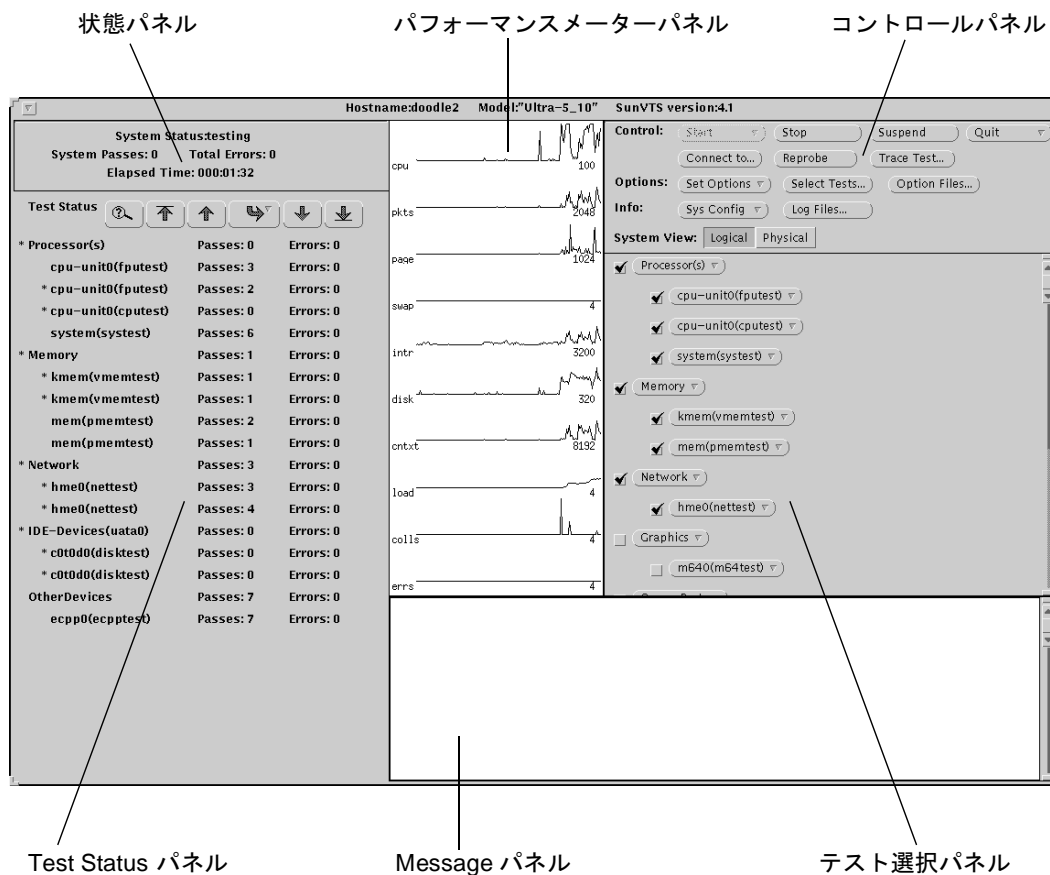 状態パネル
パフォーマンスメーターパネル
コントロールパネル
Hostname:doodle2 Model:"Ultra-5_10" SunVTS version:4.1
System Status:testing
System Passes: 0 Total Errors: 0
Elapsed Time: 000:01:32
Test Status
* Processor(s) Passes: 0 Errors: 0
cpu-unit0(fputest) Passes: 3 Errors: 0
* cpu-unit0(fputest) Passes: 2 Errors: 0
* cpu-unit0(cputest) Passes: 0 Errors: 0
system(systest) Passes: 6 Errors: 0
* Memory Passes: 1 Errors: 0
* kmem(vmemtest) Passes: 1 Errors: 0
* kmem(vmemtest) Passes: 1 Errors: 0
mem(pmemtest) Passes: 2 Errors: 0
mem(pmemtest) Passes: 1 Errors: 0
* Network Passes: 3 Errors: 0
* hme0(nettest) Passes: 3 Errors: 0
* hme0(nettest) Passes: 4 Errors: 0
* IDE-Devices(uata0) Passes: 0 Errors: 0
* c0t0d0(disktest) Passes: 0 Errors: 0
* c0t0d0(disktest) Passes: 0 Errors: 0
OtherDevices Passes: 7 Errors: 0
ecpp0(ecpptest) Passes: 7 Errors: 0
cpu 100
pkts 2048
page 1024
swap 4
intr 3200
disk 320
cntxt 8192
load 4
colls 4
errs 4
Control: Start Stop Suspend Quit
Connect to... Reprobe Trace Test...
Options: Set Options Select Tests... Option Files...
Info: Sys Config Log Files...
System View: Logical Physical
Processor(s)
cpu-unit0(fputest)
cpu-unit0(cputest)
system(systest)
Memory
kmem(vmemtest)
mem(pmemtest)
Network
hme0(nettest)
Graphics
m640(m64test)
Test Status パネル
Message パネル
テスト選択パネル